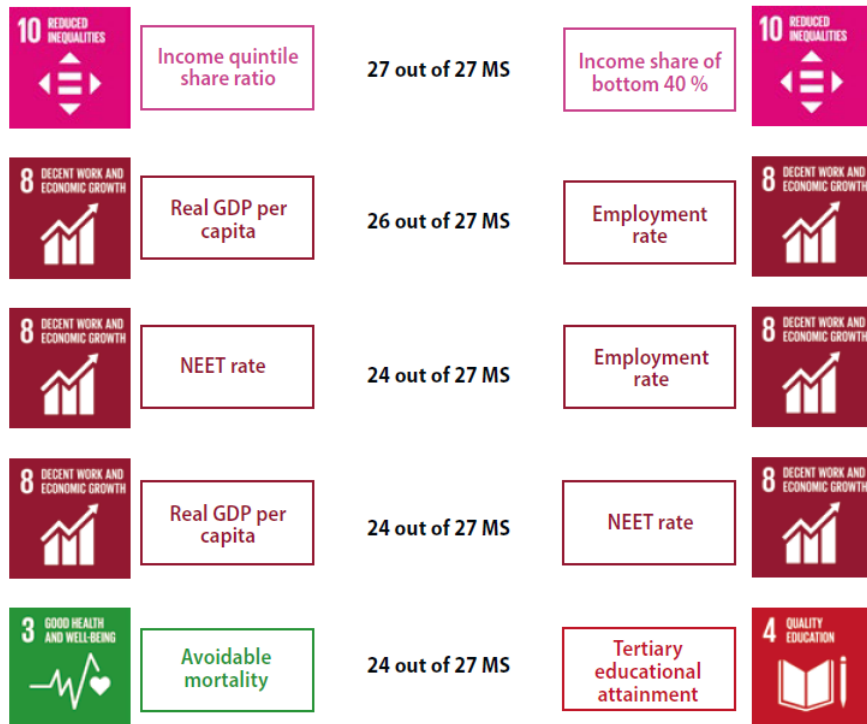 10 REDUCED INEQUALITIES
Income quintile
share ratio
27 out of 27 MS
Income share of
bottom 40 %
10 REDUCED INEQUALITIES
8 DECENT WORK AND ECONOMIC GROWTH
Real GDP per
capita
26 out of 27 MS
Employment
rate
8 DECENT WORK AND ECONOMIC GROWTH
8 DECENT WORK AND ECONOMIC GROWTH
NEET rate
24 out of 27 MS
Employment
rate
8 DECENT WORK AND ECONOMIC GROWTH
8 DECENT WORK AND ECONOMIC GROWTH
Real GDP per
capita
24 out of 27 MS
NEET rate
8 DECENT WORK AND ECONOMIC GROWTH
3 GOOD HEALTH AND WELL-BEING
Avoidable
mortality
24 out of 27 MS
Tertiary
educational
attainment
4 QUALITY EDUCATION